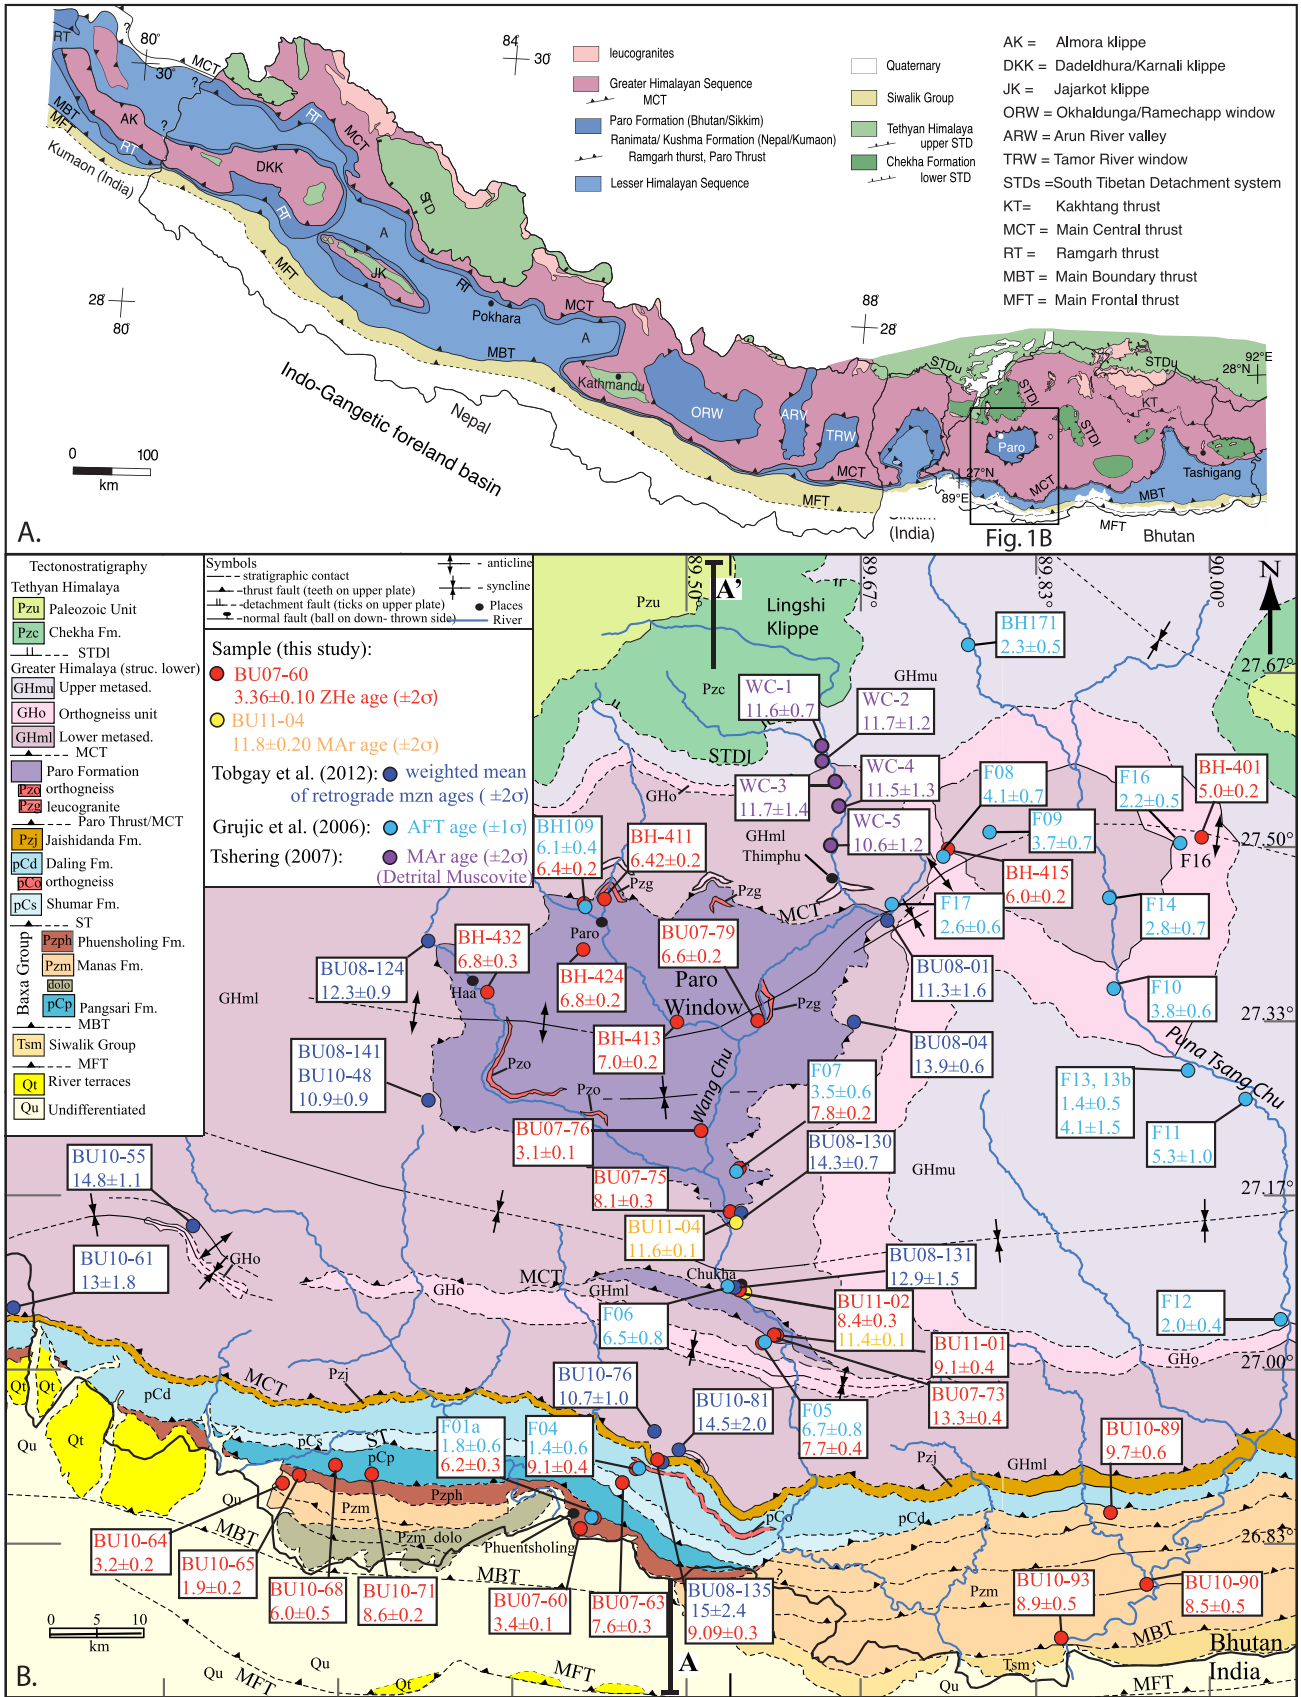 RT
80°
30°
?
MCT
84°
30°
leucogranites
Greater Himalayan Sequence
MCT
Paro Formation (Bhutan/Sikkim)
Ranimata/ Kushma Formation (Nepal/Kumaon)
Ramgarh thurst, Paro Thrust
Lesser Himalayan Sequence
Quaternary
Siwalik Group
Tethyan Himalaya
upper STD
Chekha Formation
lower STD
AK = Almora klippe
DKK = Dadeldhura/Karnali klippe
JK = Jajarkot klippe
ORW = Okhaldunga/Ramechapp window
ARW = Arun River valley
TRW = Tamor River window
STDs =South Tibetan Detachment system
KT= Kakhtang thrust
MCT = Main Central thrust
RT = Ramgarh thrust
MBT = Main Boundary thrust
MFT = Main Frontal thrust
MBT
MFT
AK
RT
?
?
RT
MCT
DKK
STD
Kumaon (India)
RT
A
JK
MFT
RT
28°
80°
Pokhara
MCT
MBT
A
88°
28°
Kathmandu
ORW
ARV
TRW
MCT
MFT
Indo-Gangetic foreland basin
Nepal
0 100
km
STDu
STDl
STDu
92°E
28°N
KT
STDl
Paro
27°N
89°E
MCT
MBT
Tashigang
MFT
(India)
Fig. 1B
Bhutan
A.
Tectonostratigraphy
Tethyan Himalaya
Pzu Paleozoic Unit
Pzc Chekha Fm.
STDl
Greater Himalaya (struc. lower)
GHmu Upper metased.
GHo Orthogneiss unit
GHml Lower metased.
MCT
Paro Formation
Pzo orthogneiss
Pzg leucogranite
Paro Thrust/MCT
Pzj Jaishidanda Fm.
pCd Daling Fm.
pCo orthogneiss
pCs Shumar Fm.
ST
Baxa Group
Pzph Phuensholing Fm.
Pzm Manas Fm.
dolo
pCp Pangsari Fm.
MBT
Tsm Siwalik Group
MFT
Qt River terraces
Qu Undifferentiated
Symbols
stratigraphic contact
thrust fault (teeth on upper plate)
detachment fault (ticks on upper plate)
normal fault (ball on down- thrown side)
anticline
syncline
Places
River
Sample (this study):
BU07-60
3.36±0.10 ZHe age (±2σ)
BU11-04
11.8±0.20 MAr age (±2σ)
Tobgay et al. (2012): weighted mean
of retrograde mzn ages ( ±2σ)
Grujic et al. (2006): AFT age (±1σ)
Tshering (2007): MAr age (±2σ)
(Detrital Muscovite)
89.50°
A'
89.67°
89.83°
90.00°
N
Pzu
Lingshi
Klippe
Pzc
GHmu
BH171
2.3±0.5
27.67°
WC-1
11.6±0.7
WC-2
11.7±1.2
STDl
WC-3
11.7±1.4
WC-4
11.5±1.3
GHo
WC-5
10.6±1.2
GHml
Thimphu
F08
4.1±0.7
F09
3.7±0.7
F16
2.2±0.5
BH-401
5.0±0.2
27.50°
F16
BH109
6.1±0.4
6.4±0.2
BH-411
6.42±0.2
Pzg
Pzg
MCT
BH-415
6.0±0.2
F17
2.6±0.6
F14
2.8±0.7
BU08-124
12.3±0.9
BH-432
6.8±0.3
Paro
BH-424
6.8±0.2
BU07-79
6.6±0.2
BU08-01
11.3±1.6
F10
3.8±0.6
Haa
GHml
Paro
Window
Pzg
27.33°
BH-413
7.0±0.2
BU08-04
13.9±0.6
Puna Tsang Chu
BU08-141
BU10-48
10.9±0.9
Pzo
Pzo
Wang Chu
F07
3.5±0.6
7.8±0.2
F13, 13b
1.4±0.5
4.1±1.5
F11
5.3±1.0
BU07-76
3.1±0.1
BU08-130
14.3±0.7
GHmu
BU10-55
14.8±1.1
BU07-75
8.1±0.3
27.17°
BU11-04
11.6±0.1
BU10-61
13±1.8
GHo
MCT
GHo
GHml
Chukha
BU08-131
12.9±1.5
F06
6.5±0.8
BU11-02
8.4±0.3
11.4±0.1
F12
2.0±0.4
BU11-01
9.1±0.4
GHo
27.00°
BU07-73
13.3±0.4
Qt
Qt
pCd
MCT
Pzj
BU10-76
10.7±1.0
BU10-81
14.5±2.0
F05
6.7±0.8
7.7±0.4
Qu
Qt
pCs
ST
pCp
F01a
1.8±0.6
6.2±0.3
F04
1.4±0.6
9.1±0.4
BU10-89
9.7±0.6
Pzj
GHml
Qu
Pzm
Pzph
pCo
pCd
BU10-64
3.2±0.2
MBT
Pzm dolo
Phuentsholing
26.83°
BU10-65
1.9±0.2
BU10-68
6.0±0.5
BU10-71
8.6±0.2
MBT
BU07-60
3.4±0.1
BU07-63
7.6±0.3
BU08-135
15±2.4
9.09±0.3
?
Pzm
BU10-93
8.9±0.5
BU10-90
8.5±0.5
0 5 10
km
MBT
Bhutan
India
B.
Qu
MFT
Qu
Qt
MFT
Qu
A
Tsm
Qu
MFT